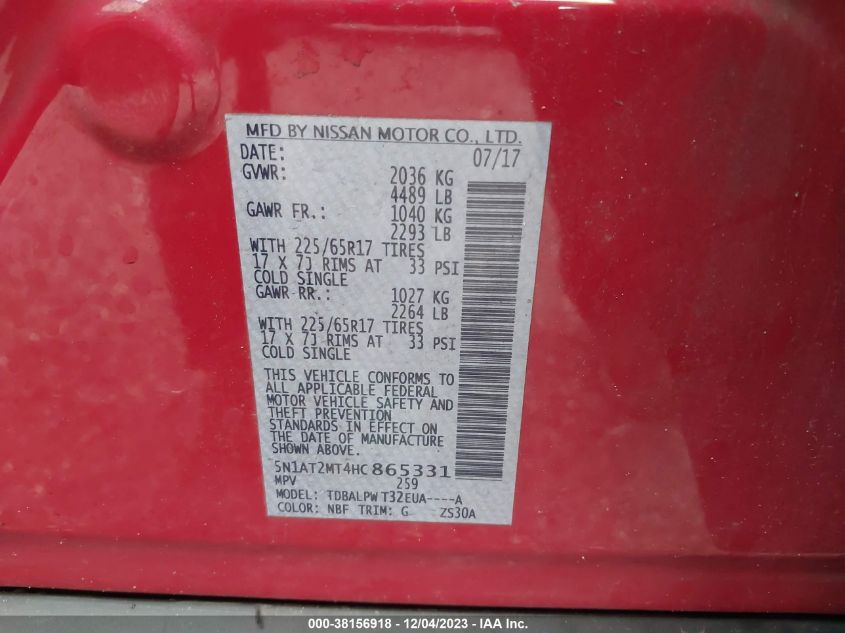 MFD BY NISSAN MOTOR CO., LTD.
DATE: 07/17
GVWR: 2036 KG
4489 LB
GAWR FR.: 1040 KG
2293 LB
WITH 225/65R17 TIRES
17 X 7J RIMS AT 33 PSI
COLD SINGLE
GAWR RR.: 1027 KG
2264 LB
WITH 225/65R17 TIRES
17 X 7J RIMS AT 33 PSI
COLD SINGLE
THIS VEHICLE CONFORMS TO
ALL APPLICABLE FEDERAL
MOTOR VEHICLE SAFETY AND
THEFT PREVENTION
STANDARDS IN EFFECT ON
THE DATE OF MANUFACTURE
SHOWN ABOVE.
5N1AT2MT4HC865331
MPV 259
MODEL: TDBALPW T32EUA----A
COLOR: NBF TRIM: G ZS30A
000-38156918 - 12/04/2023 - IAA Inc.